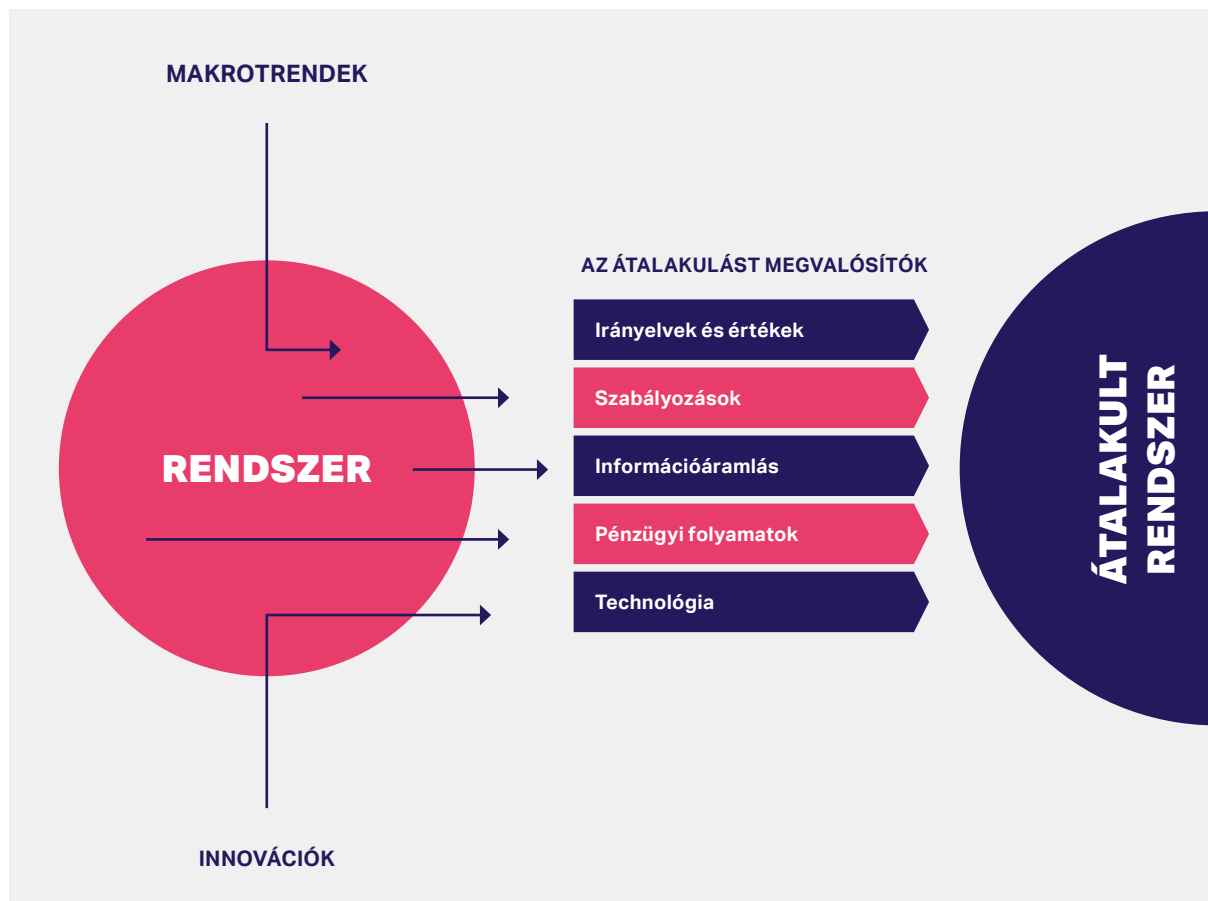 MAKROTRENDEK
RENDSZER
INNOVÁCIÓK
AZ ÁTALAKULÁST MEGVALÓSÍTÓK
Irányelvek és értékek
Szabályozások
Információáramlás
Pénzügyi folyamatok
Technológia
ÁTALAKULT
RENDSZER